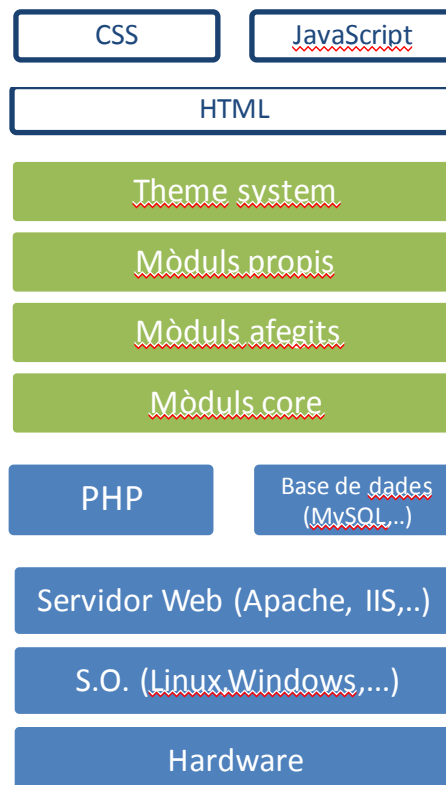 CSS
JavaScript
HTML
Theme system
Mòduls propis
Mòduls afegits
Mòduls core
PHP
Base de dades
(MySQL,..)
Servidor Web (Apache, IIS,..)
S.O. (Linux,Windows,...)
Hardware